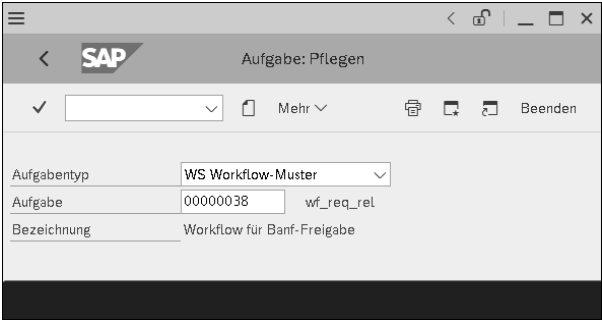 SAP
Aufgabe: Pflegen
Mehr
Beenden
Aufgabentyp WS Workflow-Muster
Aufgabe 00000038 wf_req_rel
Bezeichnung Workflow für Banf-Freigabe